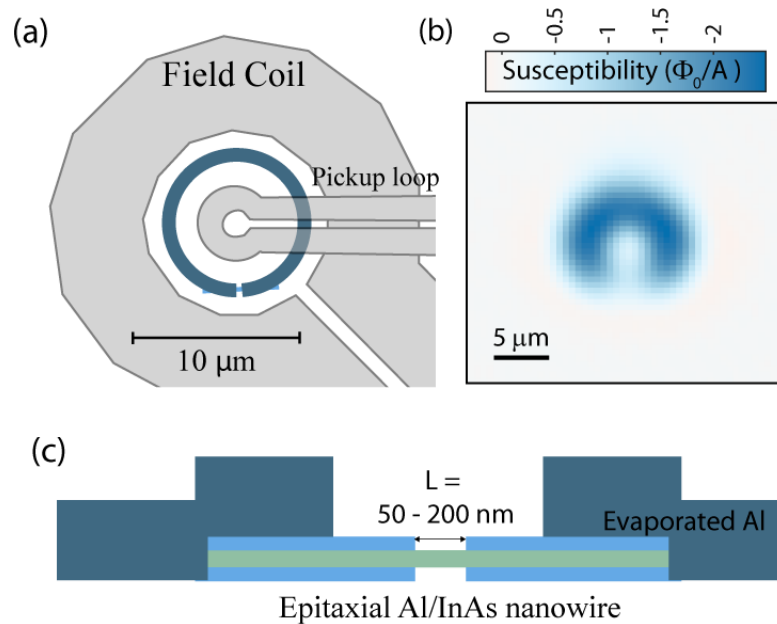 (a)
Field Coil
Pickup loop
10 µm
(b)
0 -0.5 -1 -1.5 -2
Susceptibility (Φ₀/A )
5 µm
(c)
L =
50 - 200 nm
Evaporated Al
Epitaxial Al/InAs nanowire